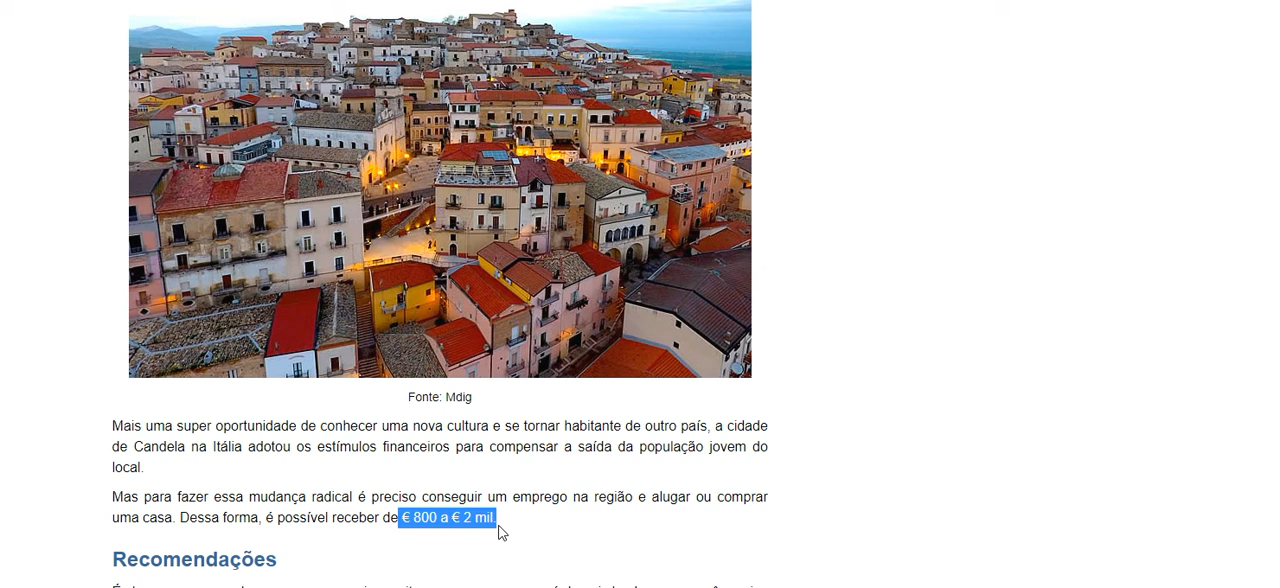 Fonte: Mdig
Mais uma super oportunidade de conhecer uma nova cultura e se tornar habitante de outro país, a cidade
de Candela na Itália adotou os estímulos financeiros para compensar a saída da população jovem do
local.
Mas para fazer essa mudança radical é preciso conseguir um emprego na região e alugar ou comprar
uma casa. Dessa forma, é possível receber de € 800 a € 2 mil.
Recomendações